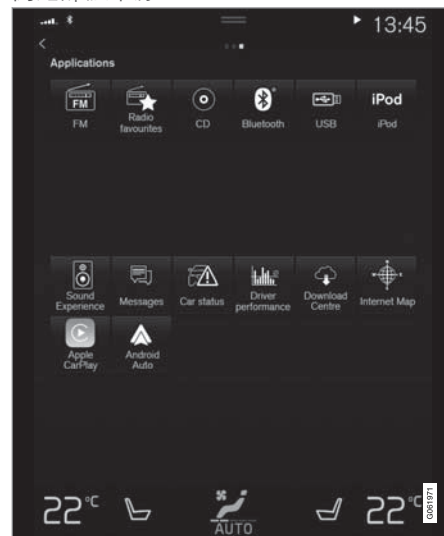 13:45
Applications
FM
iPod
FM
Radio
favourites
CD
Bluetooth
USB
iPod
Sound
Experience
Messages
Car status
Driver
performance
Download
Centre
Internet Map
Apple
CarPlay
Android
Auto
22°C
AUTO
22°C
G061971